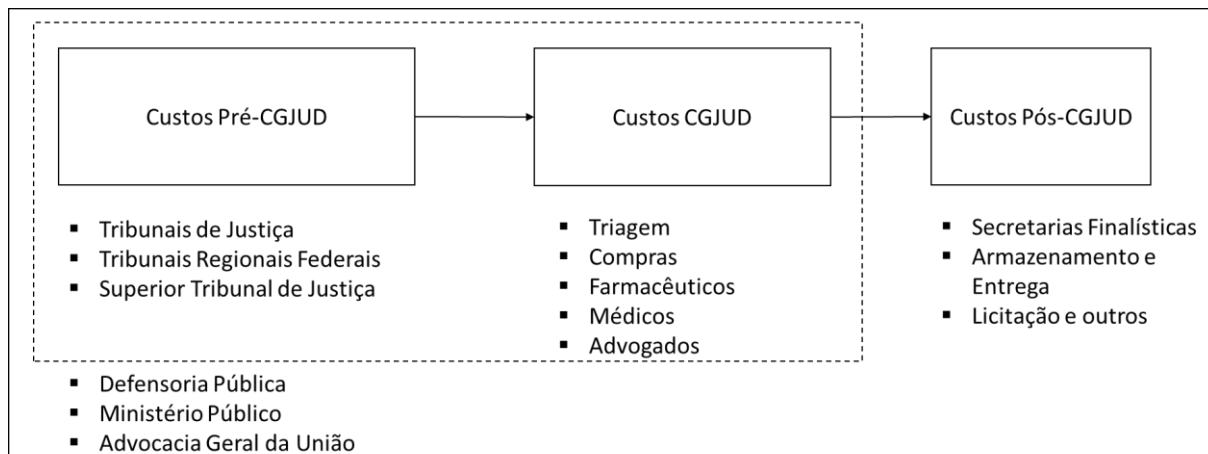 Custos Pré-CGJUD
Custos CGJUD
Custos Pós-CGJUD
▪ Tribunais de Justiça
▪ Tribunais Regionais Federais
▪ Superior Tribunal de Justiça
▪ Defensoria Pública
▪ Ministério Público
▪ Advocacia Geral da União
▪ Triagem
▪ Compras
▪ Farmacêuticos
▪ Médicos
▪ Advogados
▪ Secretarias Finalísticas
▪ Armazenamento e
Entrega
▪ Licitação e outros